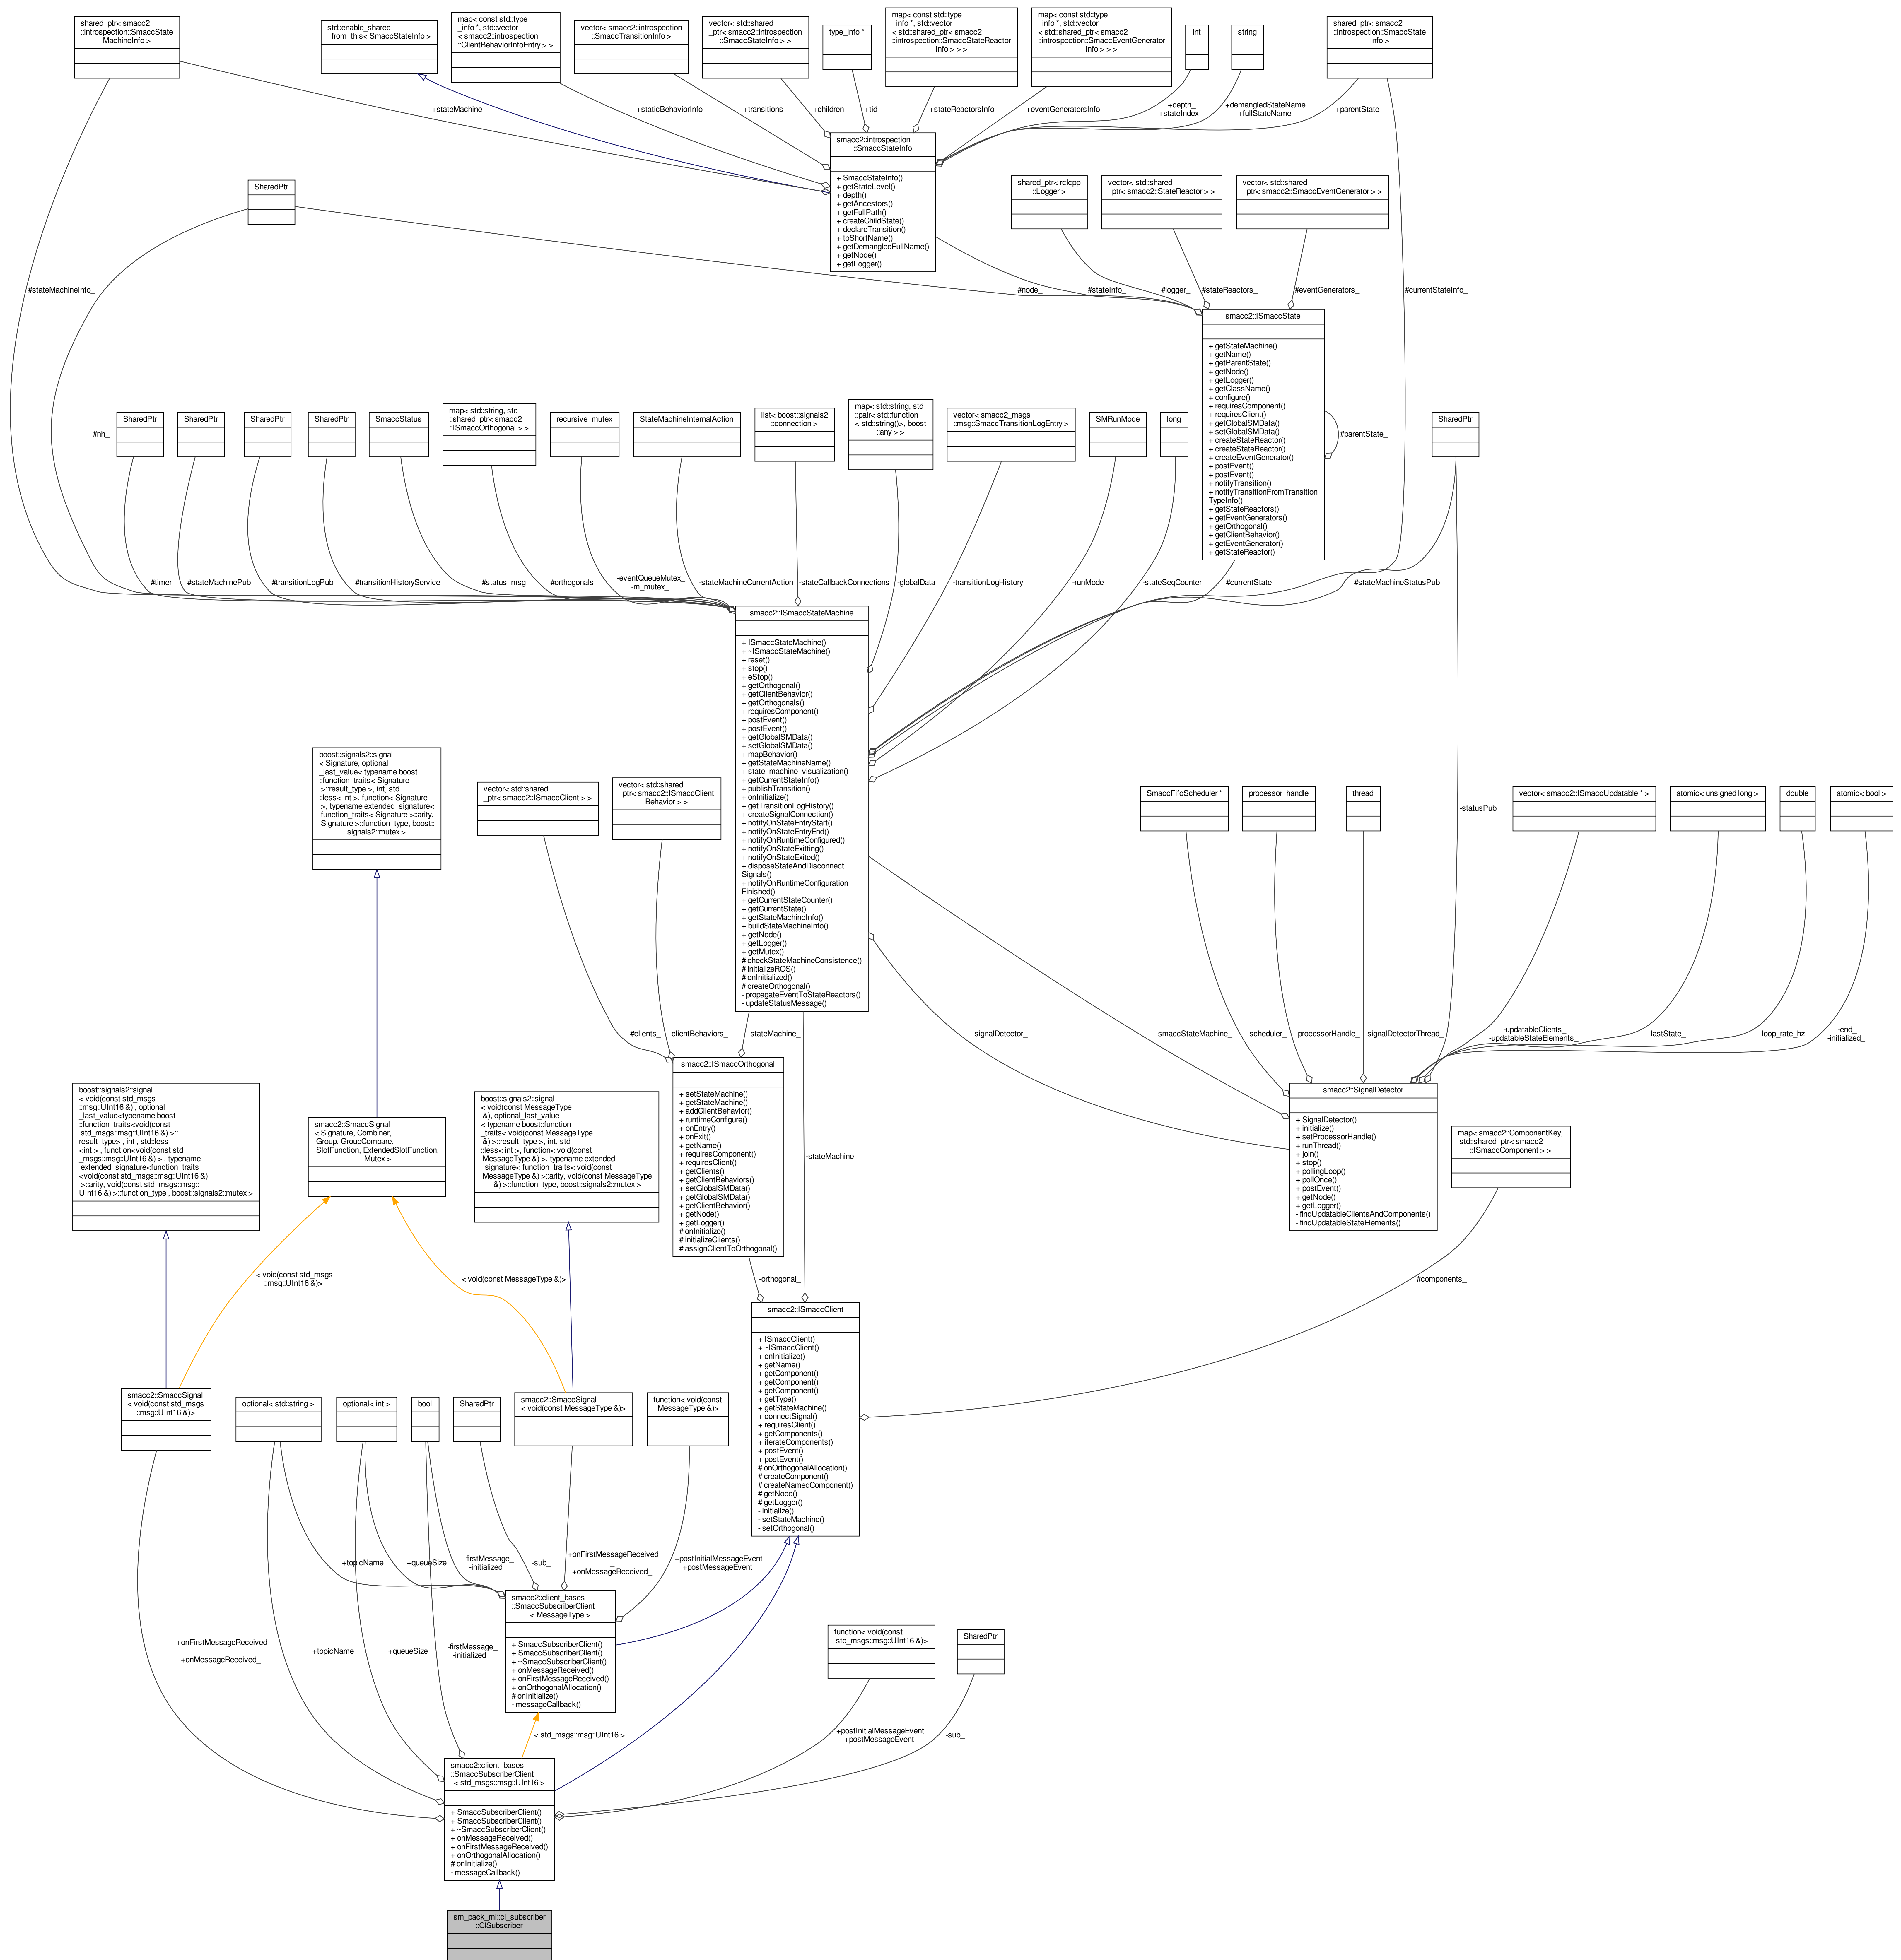 shared_ptr< smacc2
::introspection::SmaccState
MachineInfo >
std::enable_shared
_from_this< SmaccStateInfo >
map< const std::type
_info *, std::vector
< smacc2::introspection
::ClientBehaviorInfoEntry > >
vector< smacc2::introspection
::SmaccTransitionInfo >
vector< std::shared
_ptr< smacc2::introspection
::SmaccStateInfo > >
type_info *
map< const std::type
_info *, std::vector
< std::shared_ptr< smacc2
::introspection::SmaccStateReactor
Info > > >
map< const std::type
_info *, std::vector
< std::shared_ptr< smacc2
::introspection::SmaccEventGenerator
Info > > >
int
string
shared_ptr< smacc2
::introspection::SmaccState
Info >
+stateMachine_
+staticBehaviorInfo
+transitions_
+children_
+tid_
+stateReactorsInfo
+eventGeneratorsInfo
+depth_
+stateIndex_
+demangledStateName
+fullStateName
+parentState_
smacc2::introspection
::SmaccStateInfo
+ SmaccStateInfo()
+ getStateLevel()
+ depth()
+ getAncestors()
+ getFullPath()
+ createChildState()
+ declareTransition()
+ toShortName()
+ getDemangledFullName()
+ getNode()
+ getLogger()
SharedPtr
shared_ptr< rclcpp
::Logger >
vector< std::shared
_ptr< smacc2::StateReactor > >
vector< std::shared
_ptr< smacc2::SmaccEventGenerator > >
#stateMachineInfo_
#node_
#stateInfo_
#logger_
#stateReactors_
#eventGenerators_
#currentStateInfo_
smacc2::ISmaccState
+ getStateMachine()
+ getName()
+ getParentState()
+ getNode()
+ getLogger()
+ getClassName()
+ configure()
+ requiresComponent()
+ requiresClient()
+ getGlobalSMData()
+ setGlobalSMData()
+ createStateReactor()
+ createStateReactor()
+ createEventGenerator()
+ postEvent()
+ postEvent()
+ notifyTransition()
+ notifyTransitionFromTransition
TypeInfo()
+ getStateReactors()
+ getEventGenerators()
+ getOrthogonal()
+ getClientBehavior()
+ getEventGenerator()
+ getStateReactor()
#parentState_
#nh_
SharedPtr
SharedPtr
SharedPtr
SharedPtr
SmaccStatus
map< std::string, std
::shared_ptr< smacc2
::ISmaccOrthogonal > >
recursive_mutex
StateMachineInternalAction
list< boost::signals2
::connection >
map< std::string, std
::pair< std::function
< std::string()>, boost
::any > >
vector< smacc2_msgs
::msg::SmaccTransitionLogEntry >
SMRunMode
long
SharedPtr
#timer_
#stateMachinePub_
#transitionLogPub_
#transitionHistoryService_
#status_msg_
#orthogonals_
-eventQueueMutex_
-m_mutex_
-stateMachineCurrentAction
-stateCallbackConnections
-globalData_
-transitionLogHistory_
-runMode_
-stateSeqCounter_
#currentState_
#stateMachineStatusPub_
smacc2::ISmaccStateMachine
+ ISmaccStateMachine()
+ ~ISmaccStateMachine()
+ reset()
+ stop()
+ eStop()
+ getOrthogonal()
+ getClientBehavior()
+ getOrthogonals()
+ requiresComponent()
+ postEvent()
+ postEvent()
+ getGlobalSMData()
+ setGlobalSMData()
+ mapBehavior()
+ getStateMachineName()
+ state_machine_visualization()
+ getCurrentStateInfo()
+ publishTransition()
+ onInitialize()
+ getTransitionLogHistory()
+ createSignalConnection()
+ notifyOnStateEntryStart()
+ notifyOnStateEntryEnd()
+ notifyOnRuntimeConfigured()
+ notifyOnStateExitting()
+ notifyOnStateExited()
+ disposeStateAndDisconnect
Signals()
+ notifyOnRuntimeConfiguration
Finished()
+ getCurrentStateCounter()
+ getCurrentState()
+ getStateMachineInfo()
+ buildStateMachineInfo()
+ getNode()
+ getLogger()
+ getMutex()
# checkStateMachineConsistence()
# initializeROS()
# onInitialized()
# createOrthogonal()
- propagateEventToStateReactors()
- updateStatusMessage()
boost::signals2::signal
< Signature, optional
_last_value< typename boost
::function_traits< Signature
>::result_type >, int, std
::less< int >, function< Signature
>, typename extended_signature<
function_traits< Signature >::arity,
Signature >::function_type, boost::
signals2::mutex >
vector< std::shared
_ptr< smacc2::ISmaccClient > >
vector< std::shared
_ptr< smacc2::ISmaccClient
Behavior > >
SmaccFifoScheduler *
processor_handle
thread
-statusPub_
vector< smacc2::ISmaccUpdatable * >
atomic< unsigned long >
double
atomic< bool >
#clients_
-clientBehaviors_
-stateMachine_
-signalDetector_
-smaccStateMachine_
-scheduler_
-processorHandle_
-signalDetectorThread_
-updatableClients_
-updatableStateElements_
-lastState_
-loop_rate_hz
-end_
-initialized_
smacc2::ISmaccOrthogonal
+ setStateMachine()
+ getStateMachine()
+ addClientBehavior()
+ runtimeConfigure()
+ onEntry()
+ onExit()
+ getName()
+ requiresComponent()
+ requiresClient()
+ getClients()
+ getClientBehaviors()
+ setGlobalSMData()
+ getGlobalSMData()
+ getClientBehavior()
+ getNode()
+ getLogger()
# onInitialize()
# initializeClients()
# assignClientToOrthogonal()
smacc2::SignalDetector
+ SignalDetector()
+ initialize()
+ setProcessorHandle()
+ runThread()
+ join()
+ stop()
+ pollingLoop()
+ pollOnce()
+ postEvent()
+ getNode()
+ getLogger()
- findUpdatableClientsAndComponents()
- findUpdatableStateElements()
map< smacc2::ComponentKey,
std::shared_ptr< smacc2
::ISmaccComponent > >
boost::signals2::signal
< void(const std_msgs
::msg::UInt16 &) , optional
_last_value<typename boost
::function_traits<void(const
std_msgs::msg::UInt16 &) >::
result_type> , int , std::less
<int > , function<void(const std
_msgs::msg::UInt16 &) > , typename
extended_signature<function_traits
<void(const std_msgs::msg::UInt16 &)
>::arity, void(const std_msgs::msg::
UInt16 &) >::function_type , boost::signals2::mutex >
smacc2::SmaccSignal
< Signature, Combiner,
Group, GroupCompare,
SlotFunction, ExtendedSlotFunction,
Mutex >
boost::signals2::signal
< void(const MessageType
&), optional_last_value
< typename boost::function
_traits< void(const MessageType
&) >::result_type >, int, std
::less< int >, function< void(const
MessageType &) >, typename extended
_signature< function_traits< void(const
MessageType &) >::arity, void(const MessageType
&) >::function_type, boost::signals2::mutex >
-stateMachine_
< void(const std_msgs
::msg::UInt16 &)>
< void(const MessageType &)>
-orthogonal_
#components_
smacc2::ISmaccClient
+ ISmaccClient()
+ ~ISmaccClient()
+ onInitialize()
+ getName()
+ getComponent()
+ getComponent()
+ getComponent()
+ getType()
+ getStateMachine()
+ connectSignal()
+ requiresClient()
+ getComponents()
+ iterateComponents()
+ postEvent()
+ postEvent()
# onOrthogonalAllocation()
# createComponent()
# createNamedComponent()
# getNode()
# getLogger()
- initialize()
- setStateMachine()
- setOrthogonal()
smacc2::SmaccSignal
< void(const std_msgs
::msg::UInt16 &)>
optional< std::string >
optional< int >
bool
SharedPtr
smacc2::SmaccSignal
< void(const MessageType &)>
function< void(const
MessageType &)>
+topicName
+queueSize
-firstMessage_
-initialized_
-sub_
+onFirstMessageReceived
_
+onMessageReceived_
+postInitialMessageEvent
+postMessageEvent
smacc2::client_bases
::SmaccSubscriberClient
< MessageType >
+ SmaccSubscriberClient()
+ SmaccSubscriberClient()
+ ~SmaccSubscriberClient()
+ onMessageReceived()
+ onFirstMessageReceived()
+ onOrthogonalAllocation()
# onInitialize()
- messageCallback()
function< void(const
std_msgs::msg::UInt16 &)>
SharedPtr
+onFirstMessageReceived
_
+onMessageReceived_
+topicName
+queueSize
-firstMessage_
-initialized_
< std_msgs::msg::UInt16 >
+postInitialMessageEvent
+postMessageEvent
-sub_
smacc2::client_bases
::SmaccSubscriberClient
< std_msgs::msg::UInt16 >
+ SmaccSubscriberClient()
+ SmaccSubscriberClient()
+ ~SmaccSubscriberClient()
+ onMessageReceived()
+ onFirstMessageReceived()
+ onOrthogonalAllocation()
# onInitialize()
- messageCallback()
sm_pack_ml::cl_subscriber
::ClSubscriber